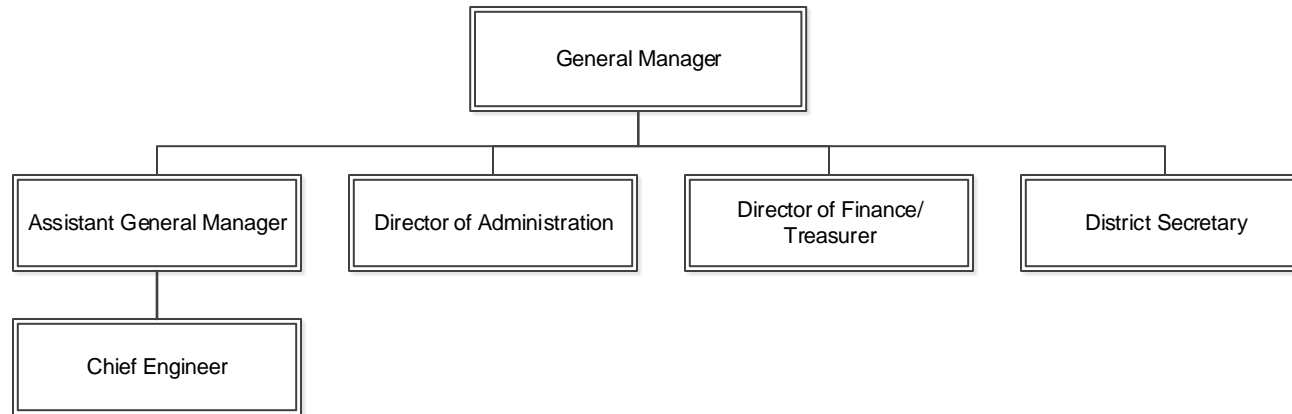 General Manager
Assistant General Manager
Director of Administration
Director of Finance/
Treasurer
District Secretary
Chief Engineer